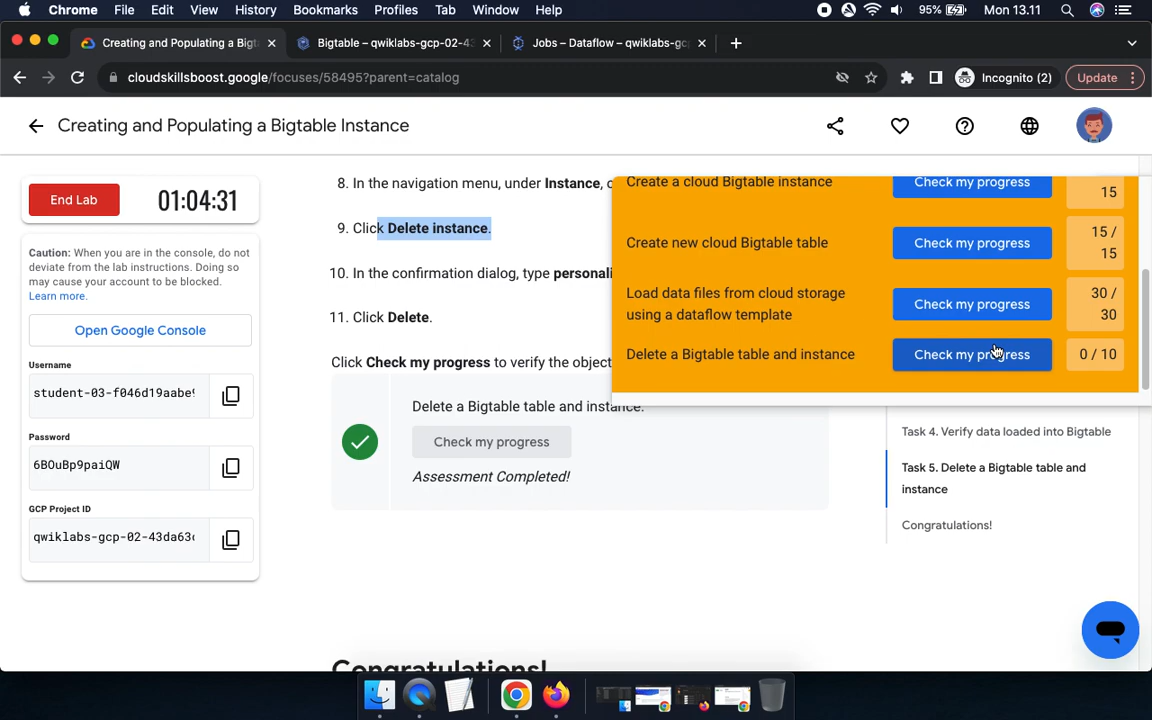 Chrome File Edit View History Bookmarks Profiles Tab Window Help 95% Mon 13.11
Creating and Populating a Bigt
Bigtable – qwiklabs-gcp-02-43
Jobs – Dataflow – qwiklabs-gc
cloudskillsboost.google/focuses/58495?parent=catalog
Incognito (2)
Update
Creating and Populating a Bigtable Instance
End Lab
01:04:31
Caution: When you are in the console, do not
deviate from the lab instructions. Doing so
may cause your account to be blocked.
Learn more.
Open Google Console
Username
student-03-f046d19aabe9
Password
6BOuBp9paiQW
GCP Project ID
qwiklabs-gcp-02-43da63
8. In the navigation menu, under Instance,
9. Click Delete instance.
10. In the confirmation dialog, type personali
11. Click Delete.
Click Check my progress to verify the object
Delete a Bigtable table and instance.
Check my progress
Assessment Completed!
Congratulations!
Create a cloud Bigtable instance
Check my progress
15
Create new cloud Bigtable table
Check my progress
15 /
15
Load data files from cloud storage
using a dataflow template
Check my progress
30 /
30
Delete a Bigtable table and instance
Check my progress
0 / 10
Task 4. Verify data loaded into Bigtable
Task 5. Delete a Bigtable table and
instance
Congratulations!